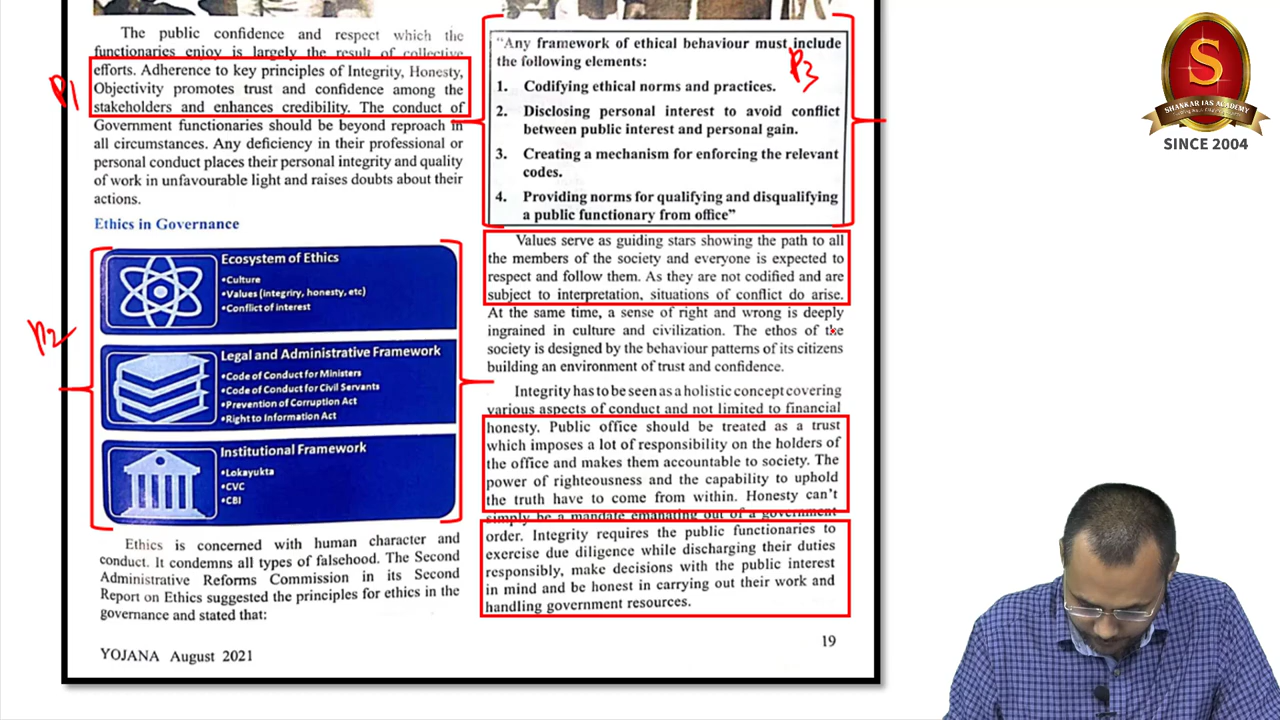 The public confidence and respect which the
functionaries enjoy is largely the result of collective
efforts. Adherence to key principles of Integrity, Honesty,
Objectivity promotes trust and confidence among the
stakeholders and enhances credibility. The conduct of
Government functionaries should be beyond reproach in
all circumstances. Any deficiency in their professional or
personal conduct places their personal integrity and quality
of work in unfavourable light and raises doubts about their
actions.
P1
Ethics in Governance
P2
Ecosystem of Ethics
•Culture
•Values (integriry, honesty, etc)
•Conflict of interest
Legal and Administrative Framework
•Code of Conduct for Ministers
•Code of Conduct for Civil Servants
•Prevention of Corruption Act
•Right to Information Act
Institutional Framework
•Lokayukta
•CVC
•CBI
Ethics is concerned with human character and
conduct. It condemns all types of falsehood. The Second
Administrative Reforms Commission in its Second
Report on Ethics suggested the principles for ethics in the
governance and stated that:
YOJANA August 2021
"Any framework of ethical behaviour must include
the following elements:
P3
1. Codifying ethical norms and practices.
2. Disclosing personal interest to avoid conflict
between public interest and personal gain.
3. Creating a mechanism for enforcing the relevant
codes.
4. Providing norms for qualifying and disqualifying
a public functionary from office”
Values serve as guiding stars showing the path to all
the members of the society and everyone is expected to
respect and follow them. As they are not codified and are
subject to interpretation, situations of conflict do arise.
At the same time, a sense of right and wrong is deeply
ingrained in culture and civilization. The ethos of the
society is designed by the behaviour patterns of its citizens
building an environment of trust and confidence.
Integrity has to be seen as a holistic concept covering
various aspects of conduct and not limited to financial
honesty. Public office should be treated as a trust
which imposes a lot of responsibility on the holders of
the office and makes them accountable to society. The
power of righteousness and the capability to uphold
the truth have to come from within. Honesty can't
simply be a mandate emanating out of a government
order. Integrity requires the public functionaries to
exercise due diligence while discharging their duties
responsibly, make decisions with the public interest
in mind and be honest in carrying out their work and
handling government resources.
19
S
SHANKAR IAS ACADEMY
SINCE 2004